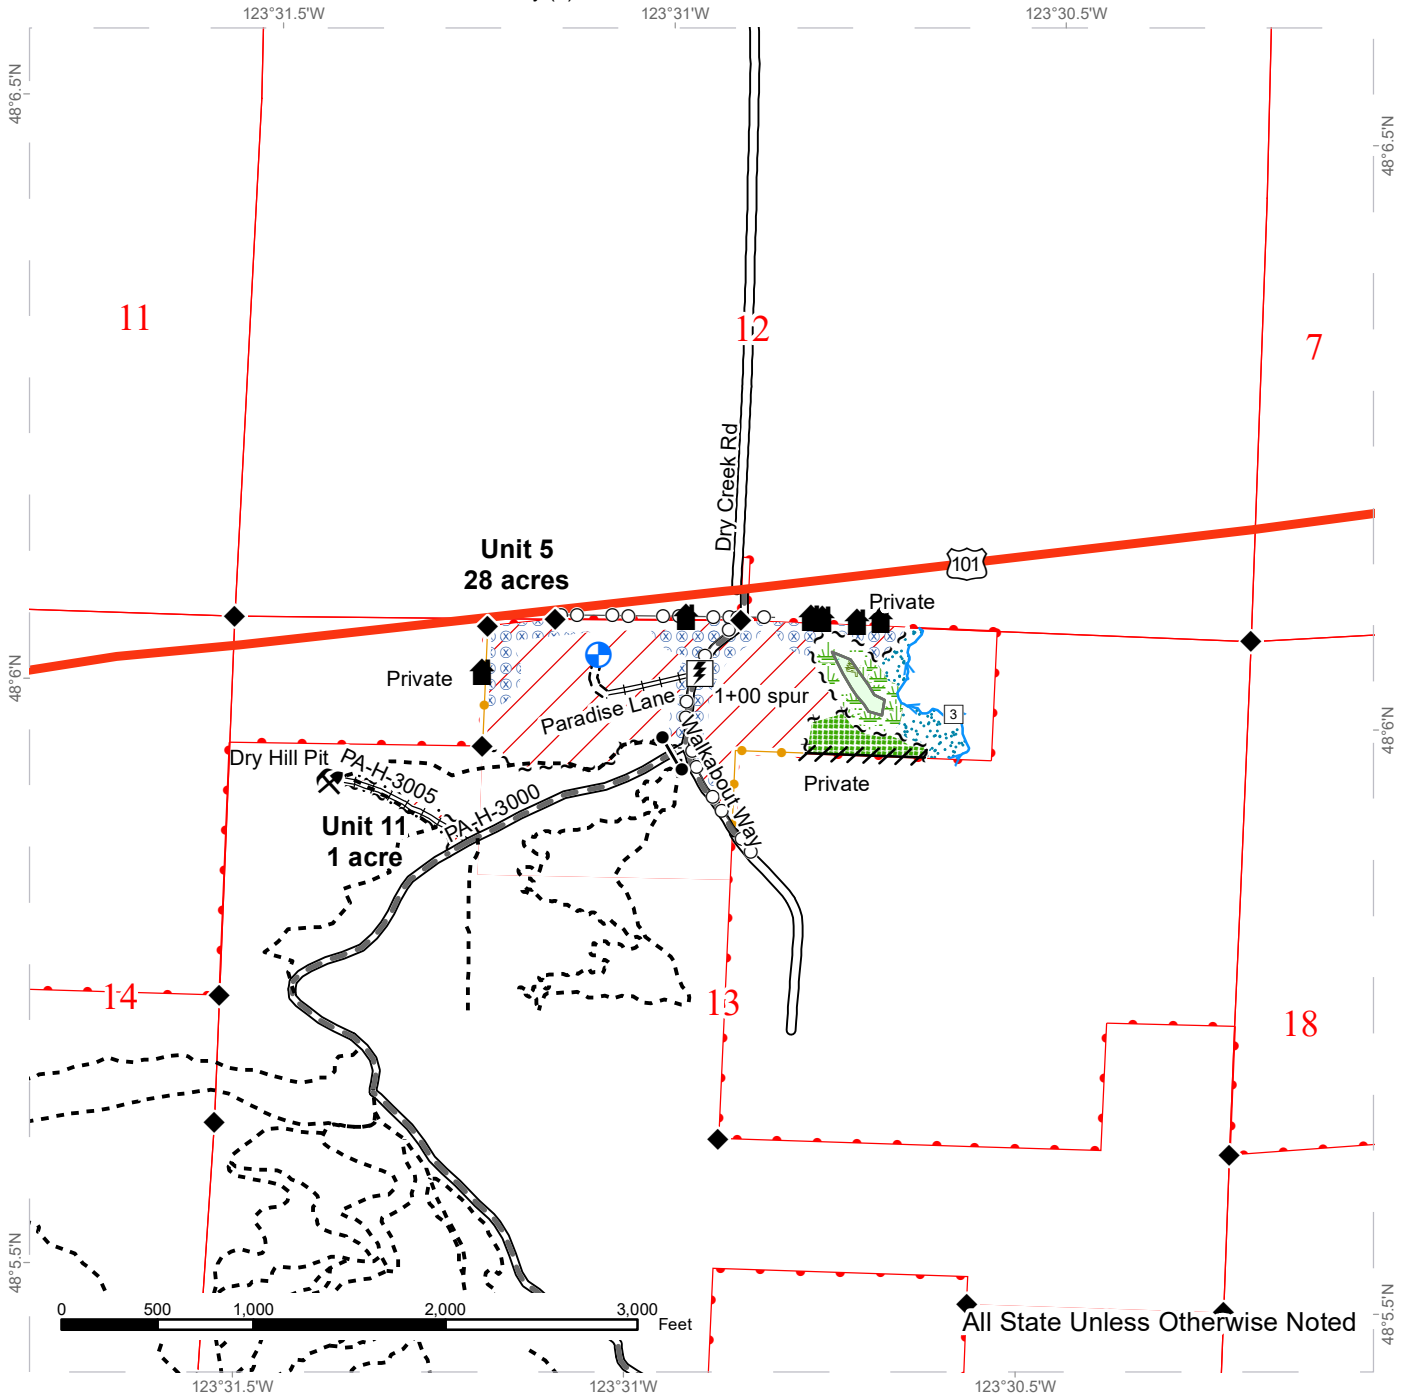 123°31.5'W
123°31'W
123°30.5'W
48°6.5'N
48°6.5'N
11
12
7
Dry Creek Rd
Unit 5
28 acres
101
Private
Private
48°6'N
Paradise Lane
1+00 spur
3
48°6'N
Walkabout Way
Dry Hill Pit
PA-H-3005
PA-H-3000
Private
Unit 11
1 acre
14
13
18
48°5.5'N
48°5.5'N
0 500 1,000 2,000 3,000
Feet
All State Unless Otherwise Noted
123°31.5'W
123°31'W
123°30.5'W